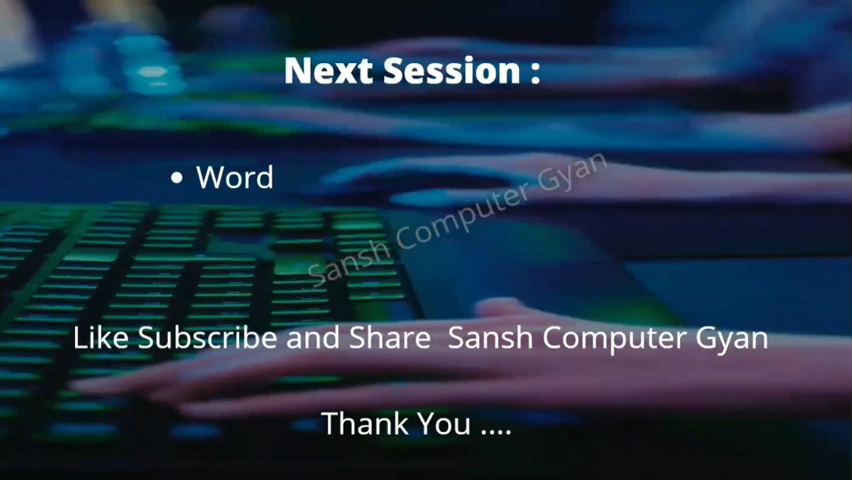 Next Session :
• Word
Sansh Computer Gyan
Like Subscribe and Share  Sansh Computer Gyan
Thank You ....